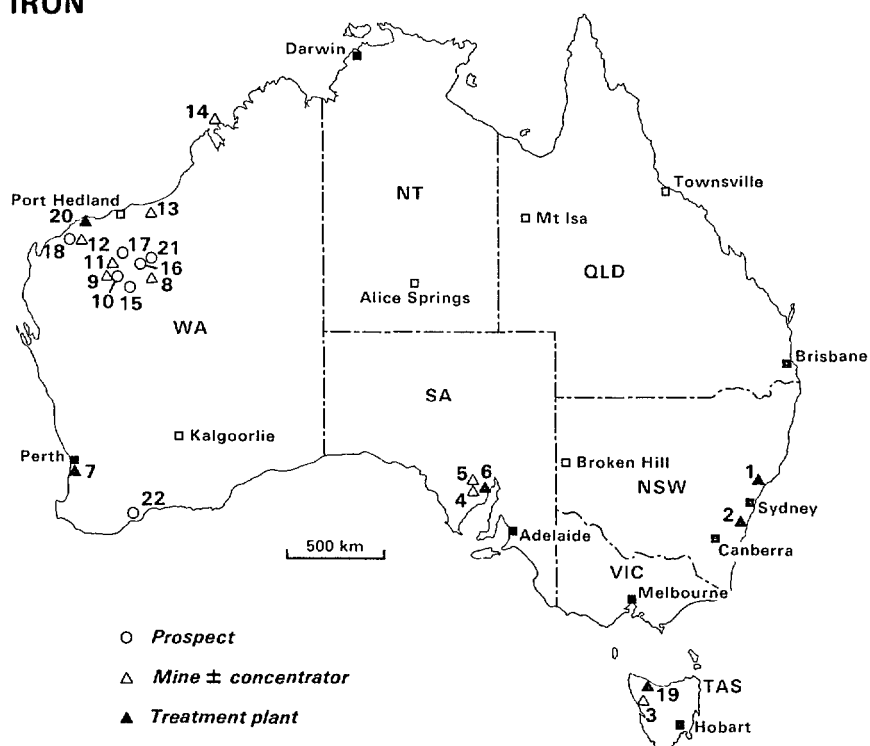 IRON
Darwin
14
Port Hedland
20
13
NT
Townsville
Mt Isa
18
12
17
21
11
16
9
8
10
15
QLD
Alice Springs
WA
Brisbane
SA
Kalgoorlie
Perth
7
5
6
4
Broken Hill
1
NSW
Sydney
2
22
Adelaide
Canberra
500 km
VIC
Melbourne
Prospect
Mine ± concentrator
Treatment plant
19
TAS
3
Hobart